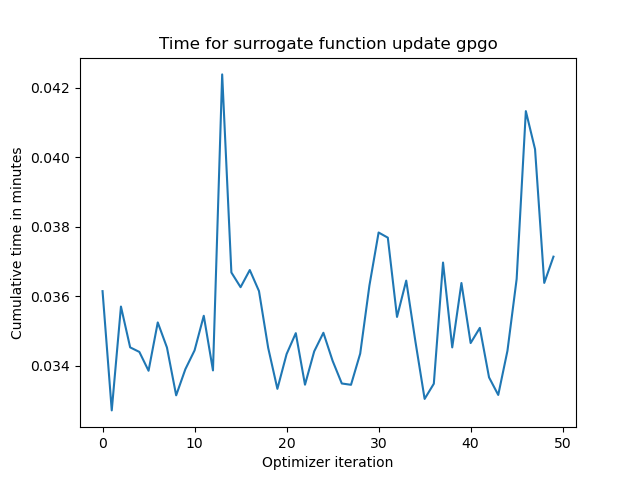 Time for surrogate function update gpgo
Cumulative time in minutes
0.042
0.040
0.038
0.036
0.034
0 10 20 30 40 50
Optimizer iteration